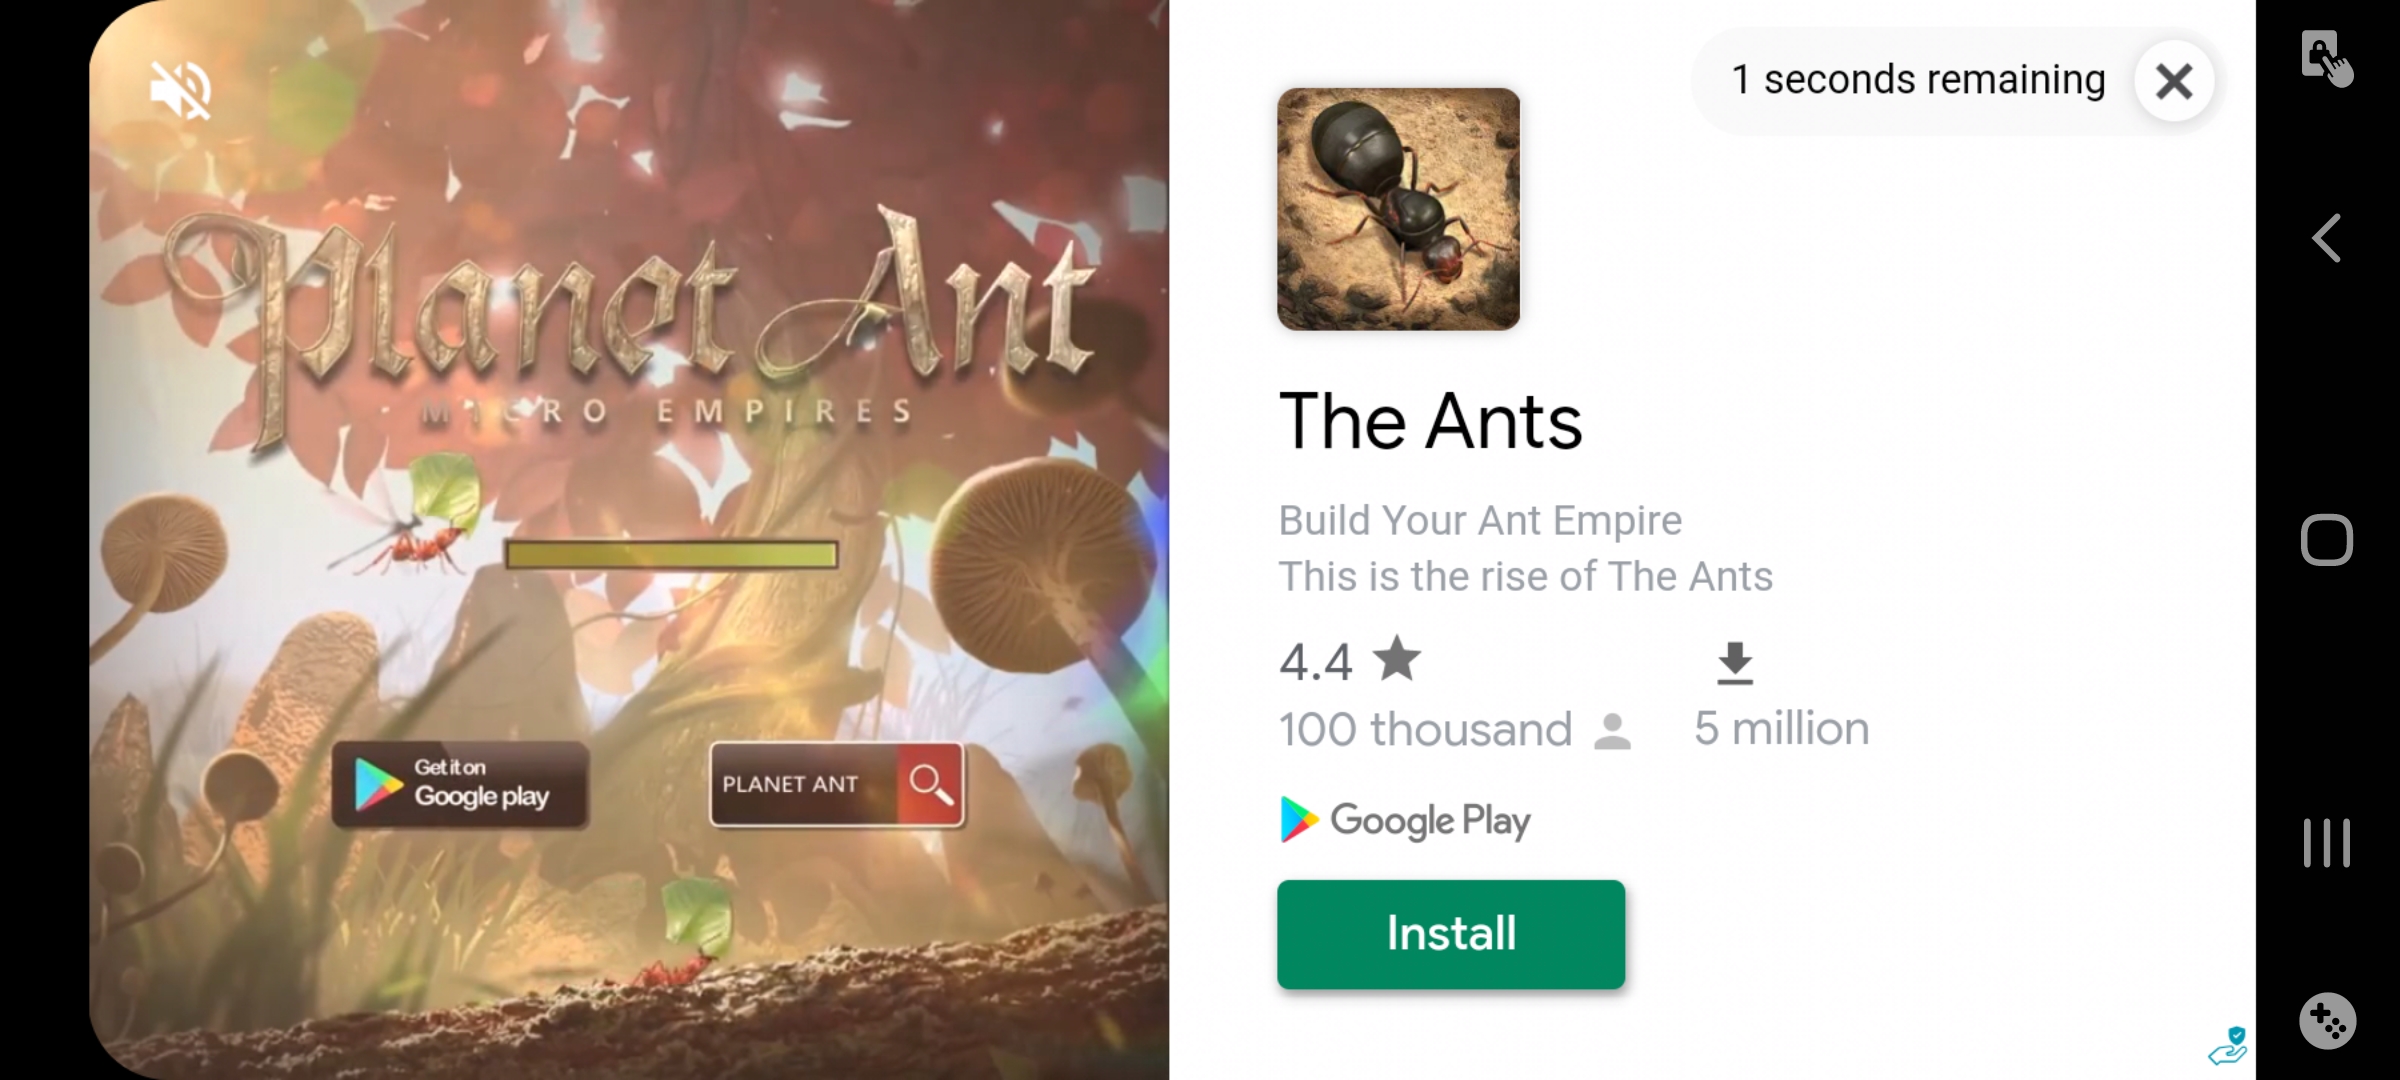 Planet Ant
MICRO EMPIRES
Get it on
Google play
PLANET ANT
1 seconds remaining
The Ants
Build Your Ant Empire
This is the rise of The Ants
4.4
100 thousand
5 million
Google Play
Install